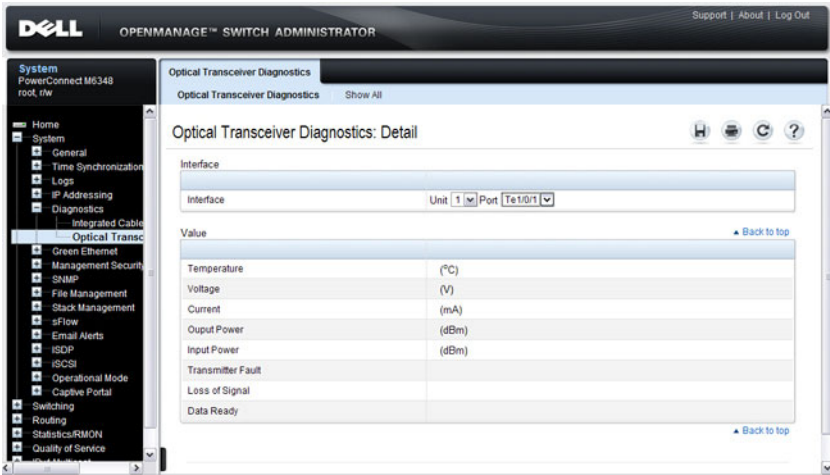 Support | About | Log Out
DELL
OPENMANAGE™ SWITCH ADMINISTRATOR
System
PowerConnect M6348
root, r/w
Home
System
General
Time Synchronization
Logs
IP Addressing
Diagnostics
Integrated Cable
Optical Transc
Green Ethernet
Management Securit
SNMP
File Management
Stack Management
sFlow
Email Alerts
ISDP
iSCSI
Operational Mode
Captive Portal
Switching
Routing
Statistics/RMON
Quality of Service
Optical Transceiver Diagnostics
Optical Transceiver Diagnostics Show All
Optical Transceiver Diagnostics: Detail
Interface
Interface Unit 1 Port Te1/0/1
Value ▲ Back to top
Temperature (°C)
Voltage (V)
Current (mA)
Ouput Power (dBm)
Input Power (dBm)
Transmitter Fault
Loss of Signal
Data Ready
▲ Back to top